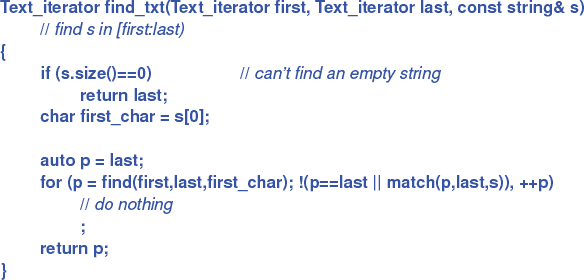 Text_iterator find_txt(Text_iterator first, Text_iterator last, const string& s)
// find s in [first:last)
{
if (s.size()==0) // can’t find an empty string
return last;
char first_char = s[0];
auto p = last;
for (p = find(first,last,first_char); !(p==last || match(p,last,s)), ++p)
// do nothing
;
return p;
}